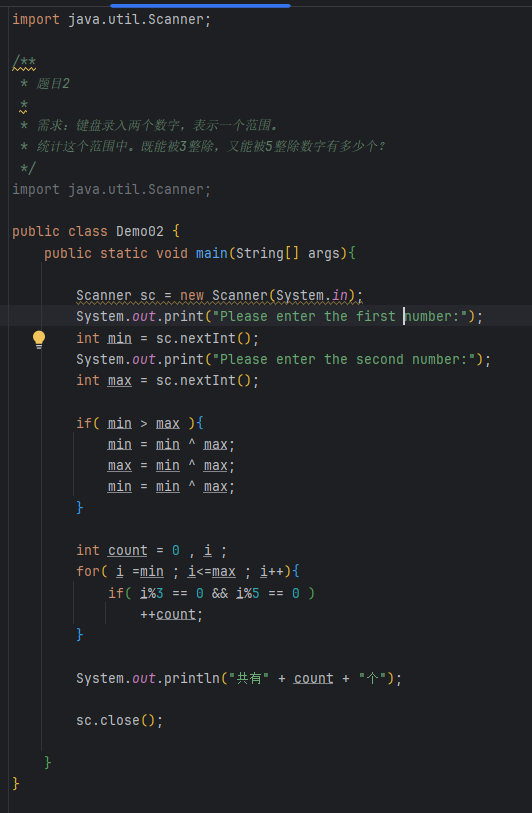 import java.util.Scanner;
/**
 * 题目2
 *
 * 需求：键盘录入两个数字，表示一个范围。
 * 统计这个范围中。既能被3整除，又能被5整除数字有多少个？
 */
import java.util.Scanner;
public class Demo02 {
    public static void main(String[] args){
        Scanner sc = new Scanner(System.in);
        System.out.print("Please enter the first number:");
        int min = sc.nextInt();
        System.out.print("Please enter the second number:");
        int max = sc.nextInt();
        if( min > max ){
            min = min ^ max;
            max = min ^ max;
            min = min ^ max;
        }
        int count = 0 , i ;
        for( i =min ; i<=max ; i++){
            if( i%3 == 0 && i%5 == 0 )
                ++count;
        }
        System.out.println("共有" + count + "个");
        sc.close();
    }
}